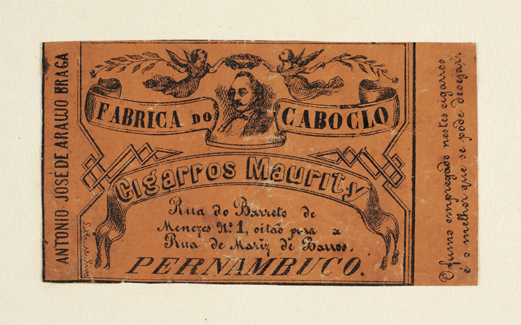 ANTONIO JOSÉ DE ARAUJO BRAGA
FABRICA DO CABOCLO
Cigarros Maurity
Rua do Barreto de
Menezes Nº 1, oitão para a
Rua de Mariz de Barros.
PERNAMBUCO.
O fumo empregado nestes cigarros
é o melhor que se póde desejar.